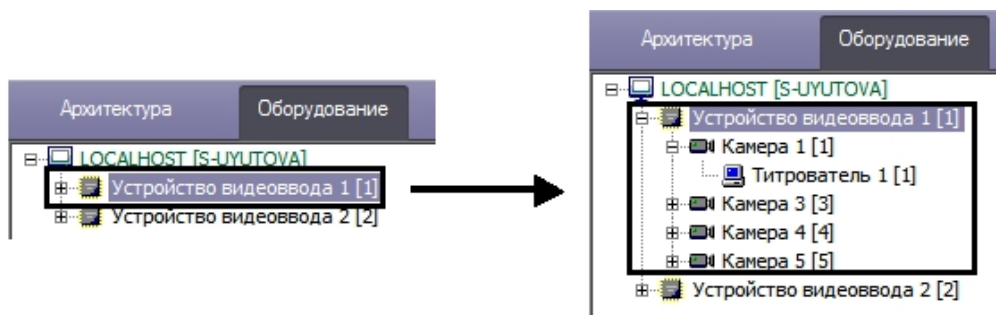 Архитектура Оборудование
LOCALHOST [S-UYUTOVA]
Устройство видеоввода 1 [1]
Устройство видеоввода 2 [2]
Архитектура Оборудование
LOCALHOST [S-UYUTOVA]
Устройство видеоввода 1 [1]
Камера 1 [1]
Титрователь 1 [1]
Камера 3 [3]
Камера 4 [4]
Камера 5 [5]
Устройство видеоввода 2 [2]